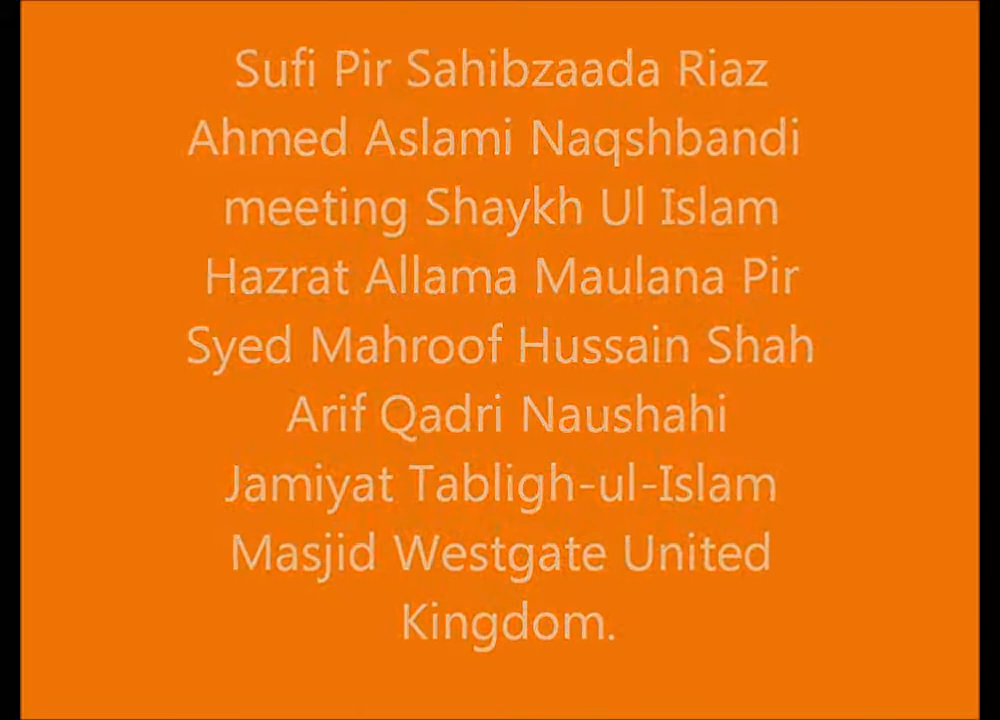 Sufi Pir Sahibzaada Riaz
Ahmed Aslami Naqshbandi
meeting Shaykh Ul Islam
Hazrat Allama Maulana Pir
Syed Mahroof Hussain Shah
Arif Qadri Naushahi
Jamiyat Tabligh-ul-Islam
Masjid Westgate United
Kingdom.